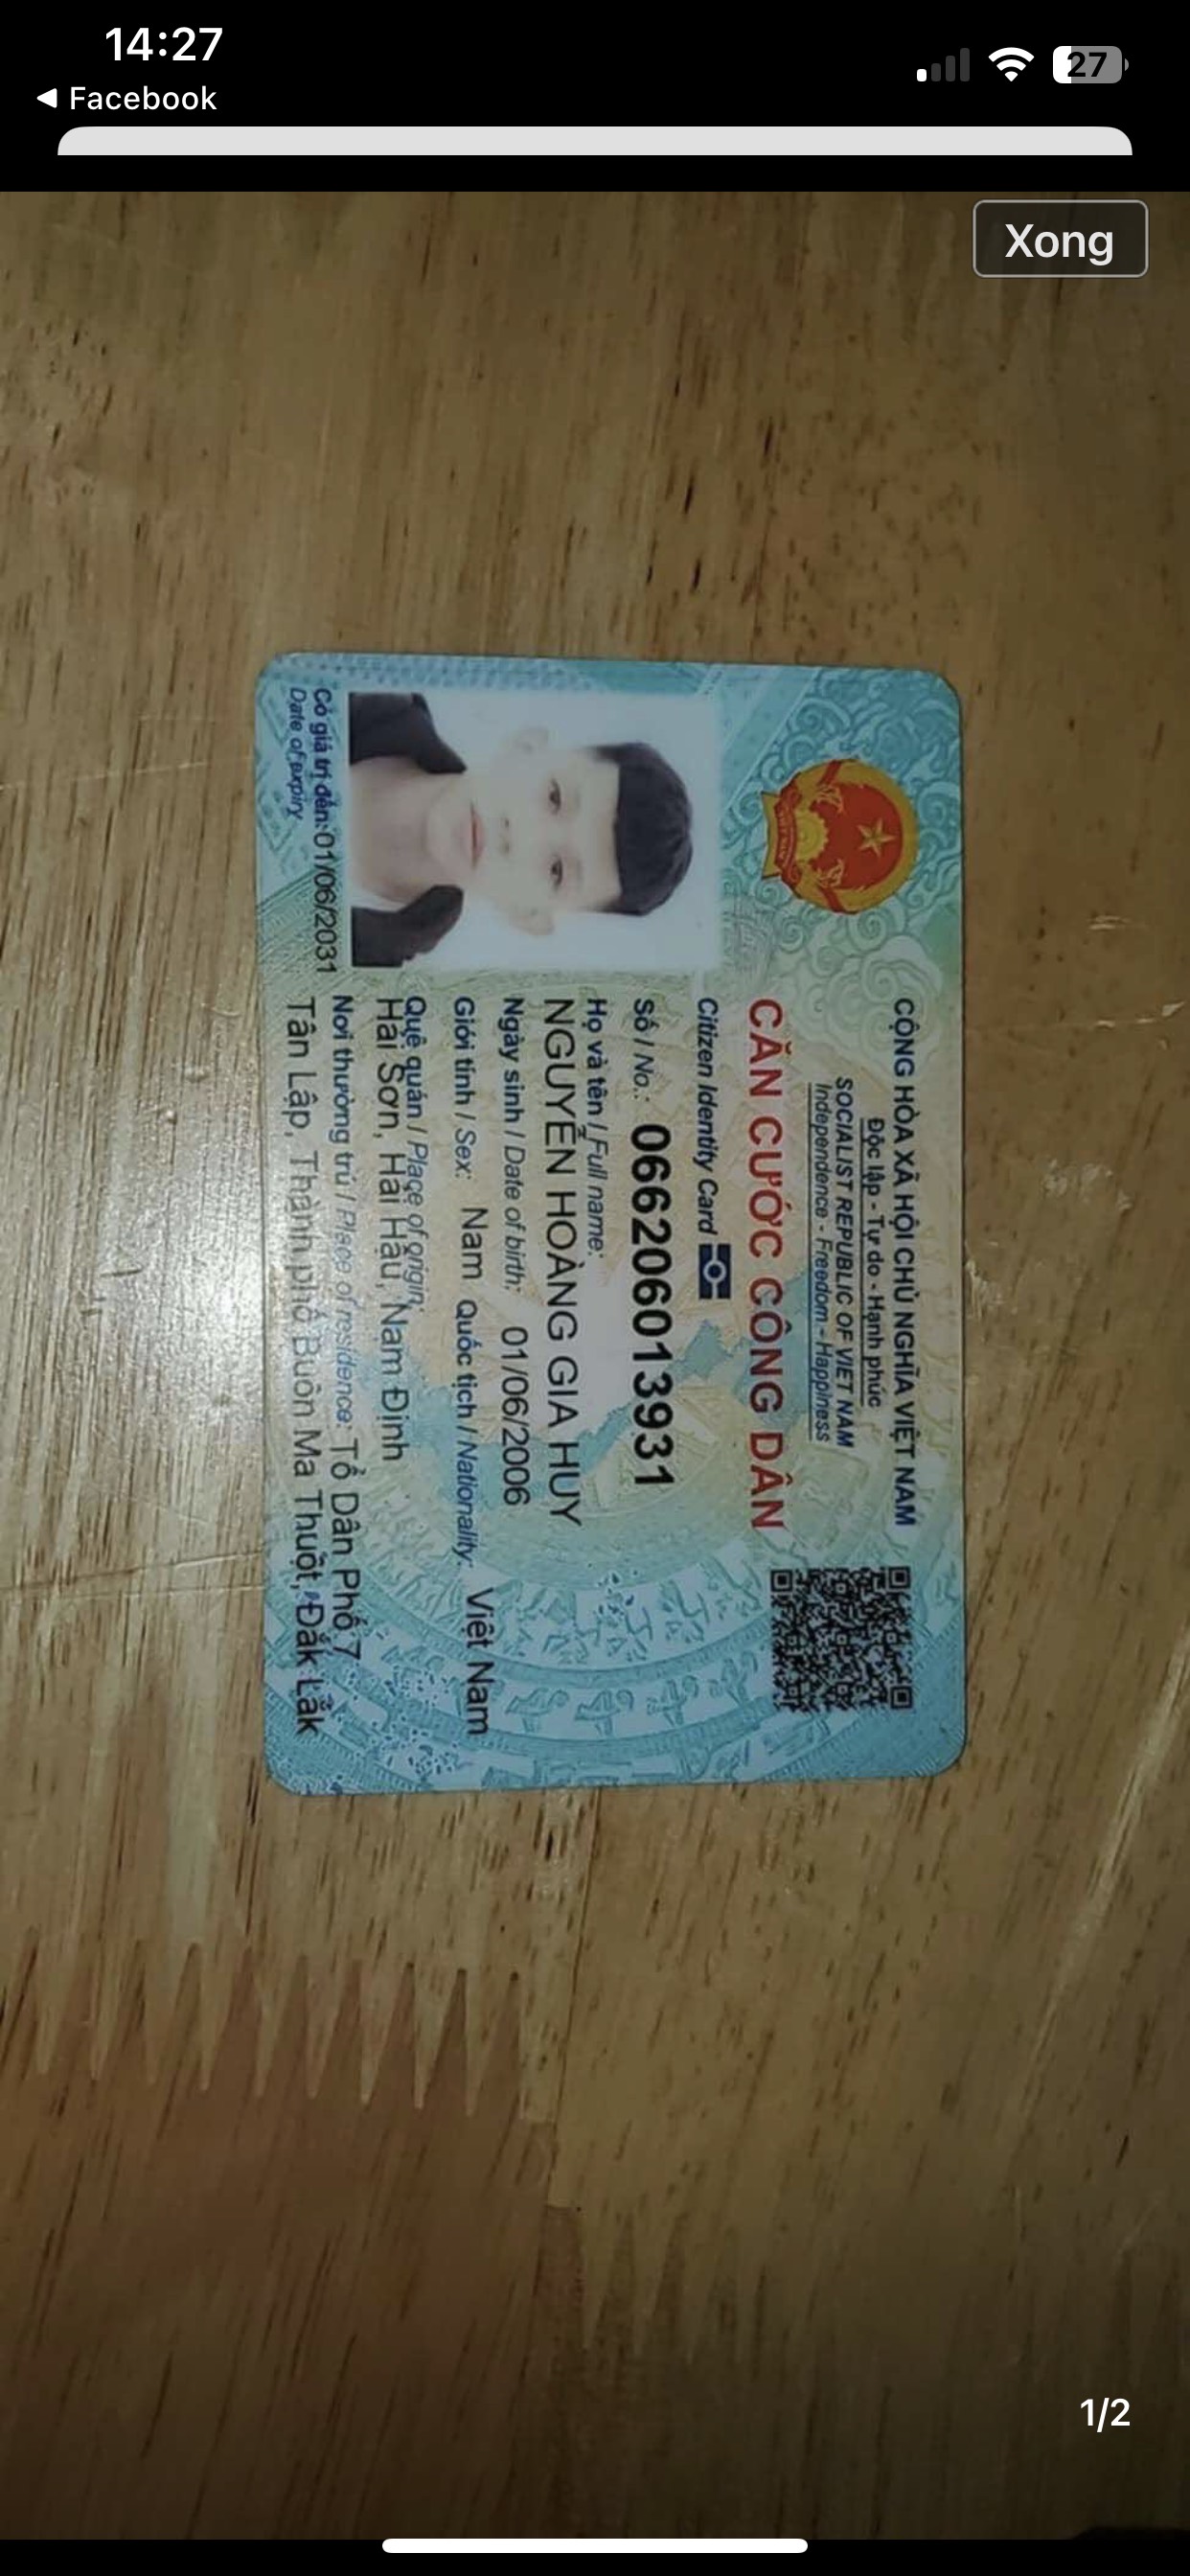 14:27
27
Facebook
Xong
CỘNG HÒA XÃ HỘI CHỦ NGHĨA VIỆT NAM
Độc lập - Tự do - Hạnh phúc
SOCIALIST REPUBLIC OF VIET NAM
Independence - Freedom - Happiness
CĂN CƯỚC CÔNG DÂN
Citizen Identity Card
Số / No.: 066206013931
Họ và tên / Full name:
NGUYỄN HOÀNG GIA HUY
Ngày sinh / Date of birth: 01/06/2006
Giới tính / Sex: Nam Quốc tịch / Nationality: Việt Nam
Quê quán / Place of origin:
Hải Sơn, Hải Hậu, Nam Định
Nơi thường trú / Place of residence: Tổ Dân Phố 7
Tân Lập, Thành phố Buôn Ma Thuột, Đắk Lắk
Có giá trị đến: 01/06/2031
Date of expiry
1/2